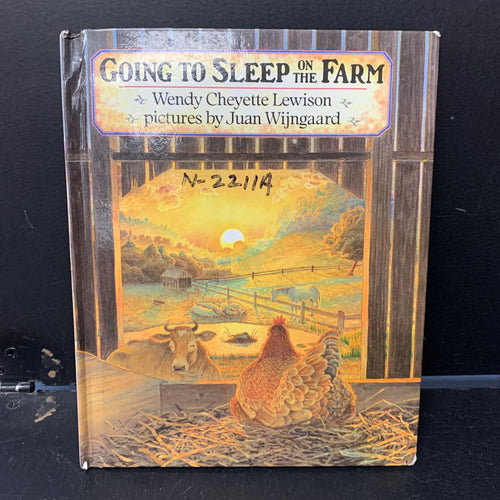 GOING TO SLEEP ON THE FARM
Wendy Cheyette Lewison
pictures by Juan Wijngaard
N-2211A